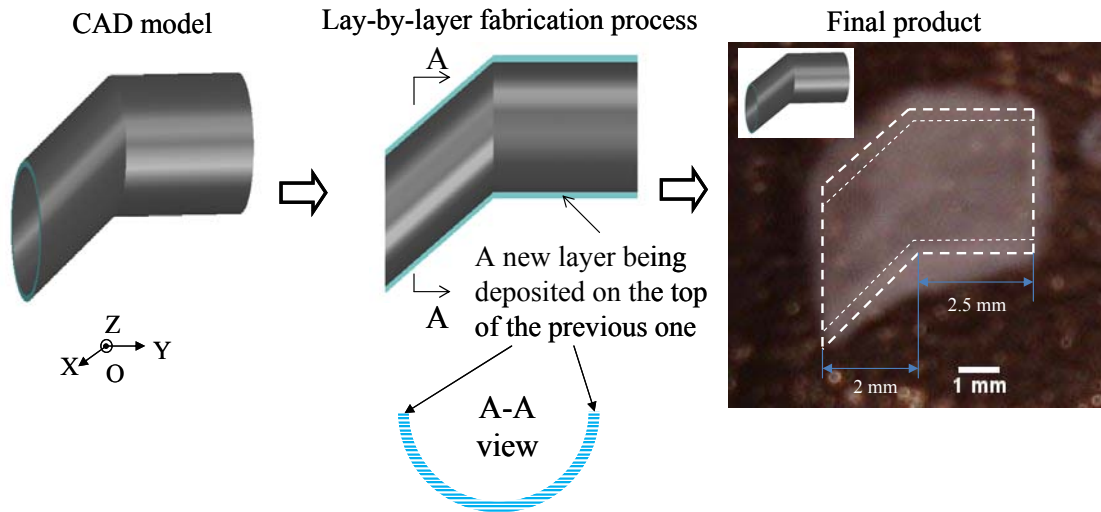 CAD model
Lay-by-layer fabrication process
Final product
A
A
A new layer being
deposited on the top
of the previous one
Z
X
Y
O
A-A
view
2.5 mm
2 mm
1 mm